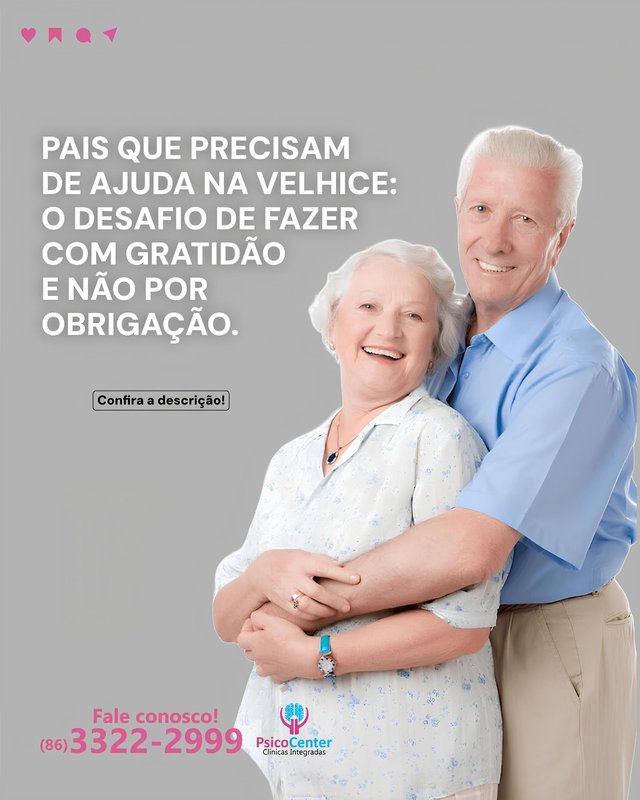 PAIS QUE PRECISAM
DE AJUDA NA VELHICE:
O DESAFIO DE FAZER
COM GRATIDÃO
E NÃO POR
OBRIGAÇÃO.
Confira a descrição!
Fale conosco!
(86)3322-2999
PsicoCenter
Clínicas Integradas